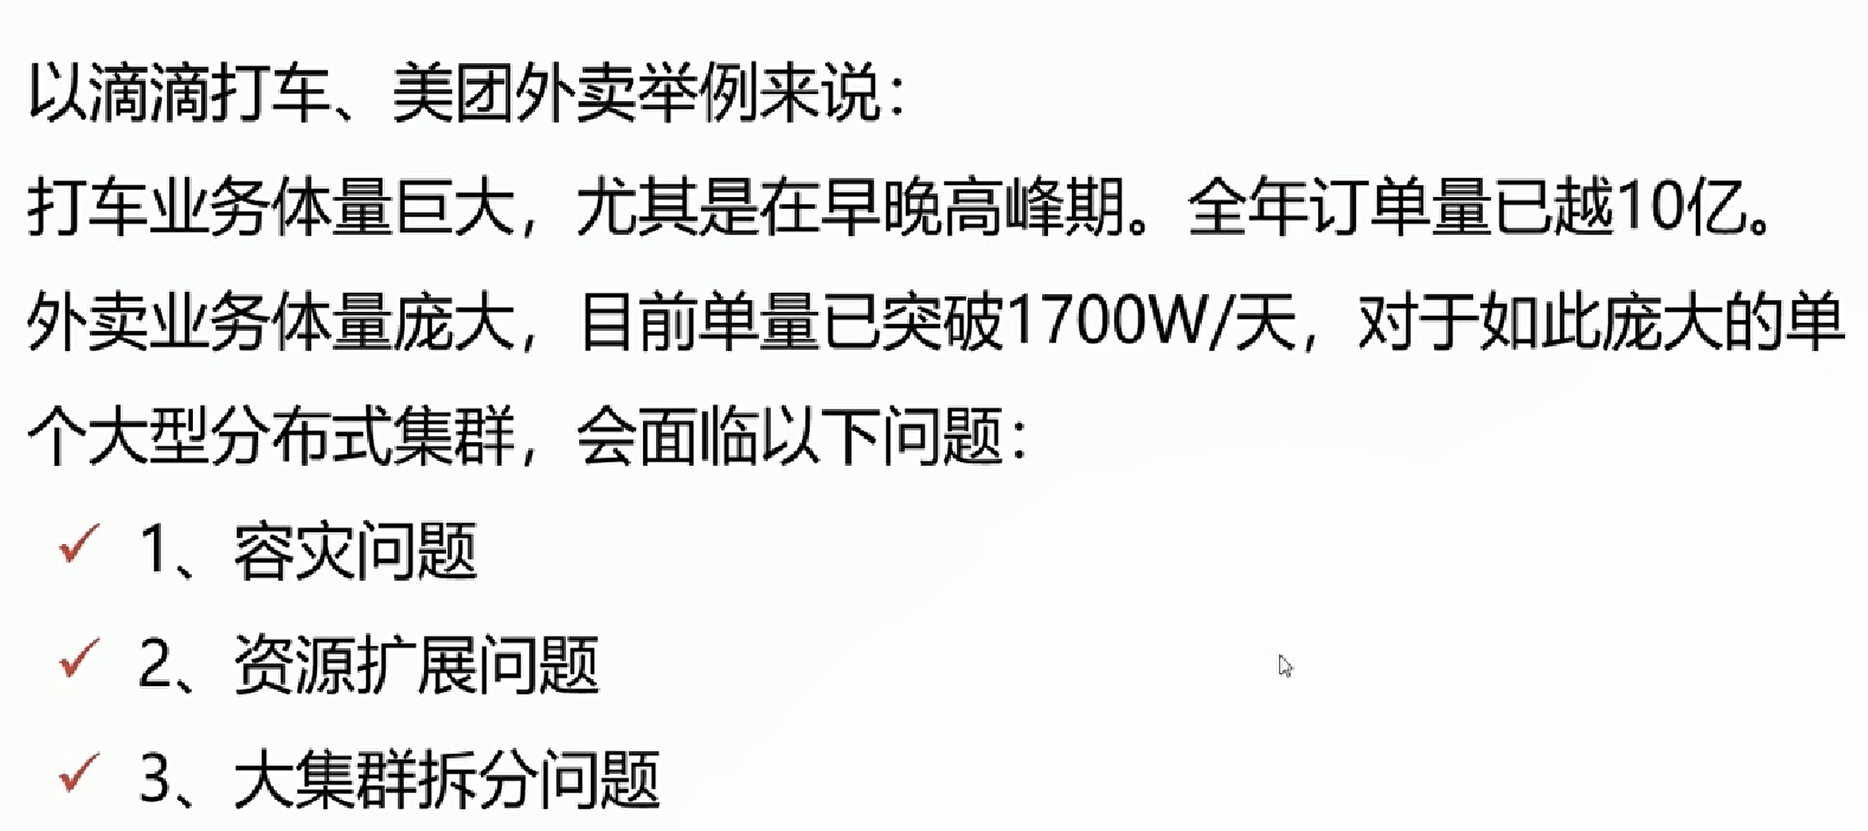 以滴滴打车、美团外卖举例来说：
打车业务体量巨大，尤其是在早晚高峰期。全年订单量已越10亿。
外卖业务体量庞大，目前单量已突破1700W/天，对于如此庞大的单
个大型分布式集群，会面临以下问题：
✓ 1、容灾问题
✓ 2、资源扩展问题
✓ 3、大集群拆分问题